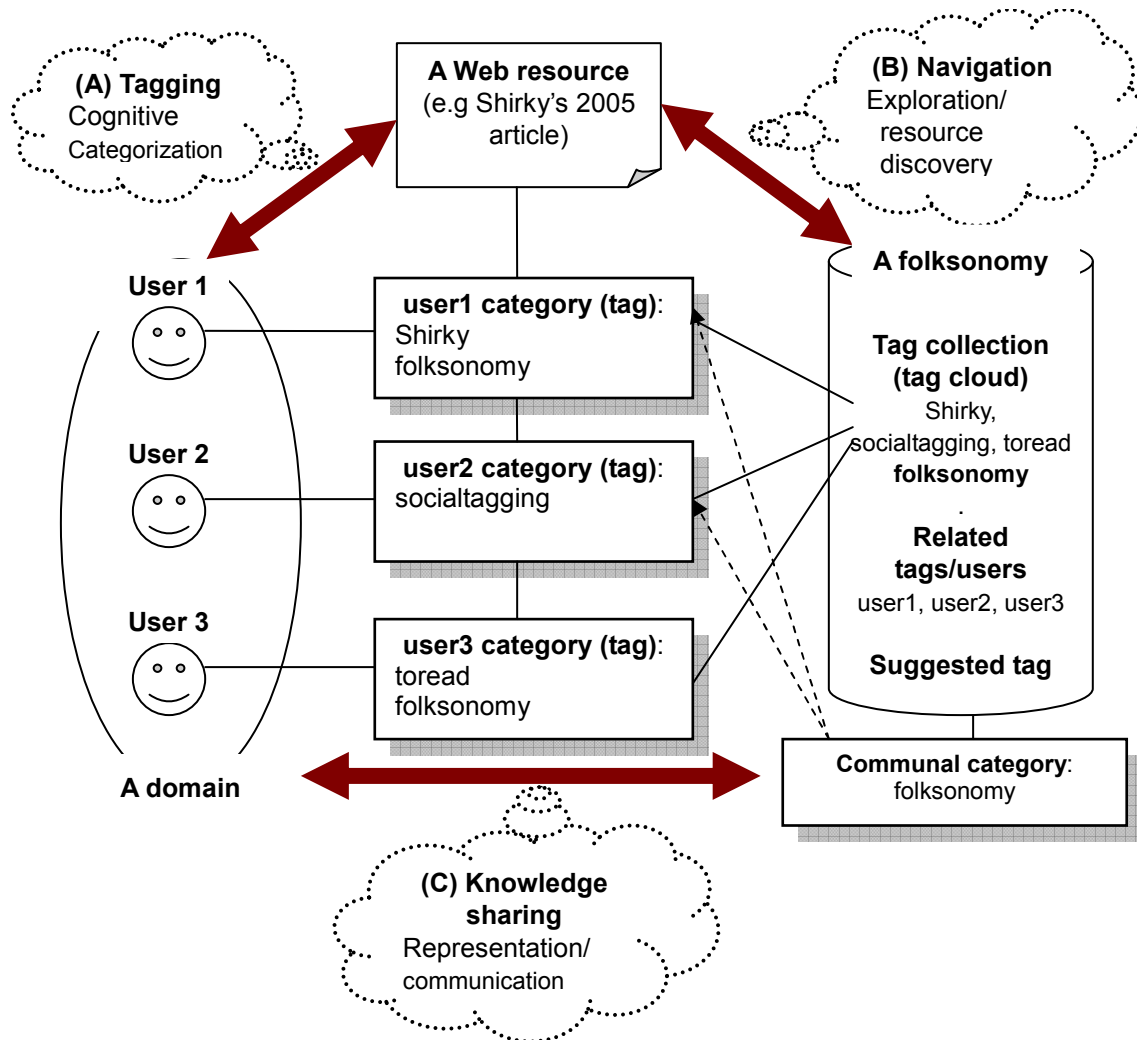 (A) Tagging
Cognitive
Categorization
A Web resource
(e.g Shirky's 2005
article)
(B) Navigation
Exploration/
resource
discovery
User 1
user1 category (tag):
Shirky
folksonomy
A folksonomy
Tag collection
(tag cloud)
Shirky,
socialtagging, toread
folksonomy
.
Related
tags/users
user1, user2, user3
Suggested tag
User 2
user2 category (tag):
socialtagging
User 3
user3 category (tag):
toread
folksonomy
A domain
Communal category:
folksonomy
(C) Knowledge
sharing
Representation/
communication